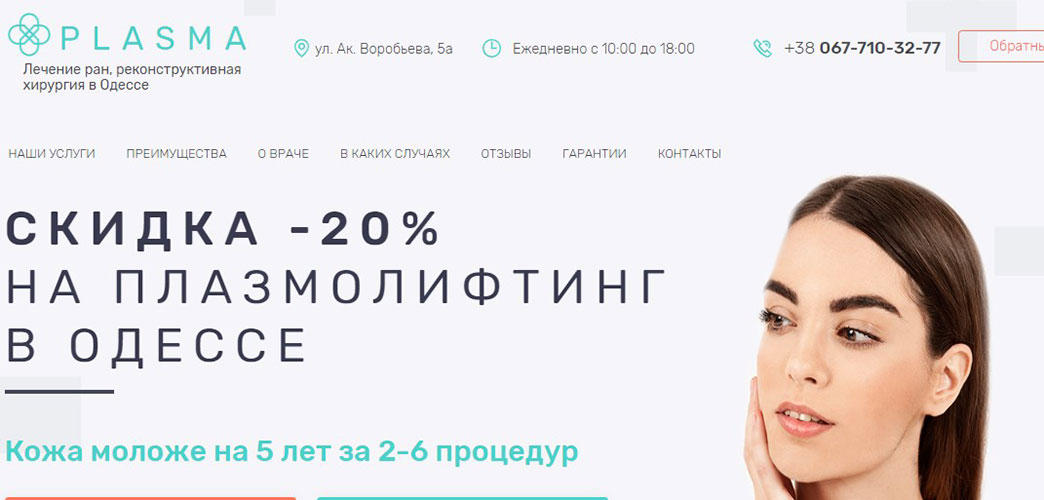 PLASMA
Лечение ран, реконструктивная
хирургия в Одессе
ул. Ак. Воробьева, 5а
Ежедневно с 10:00 до 18:00
+38 067-710-32-77
Обратны
НАШИ УСЛУГИ ПРЕИМУЩЕСТВА О ВРАЧЕ В КАКИХ СЛУЧАЯХ ОТЗЫВЫ ГАРАНТИИ КОНТАКТЫ
СКИДКА -20%
НА ПЛАЗМОЛИФТИНГ
В ОДЕССЕ
Кожа моложе на 5 лет за 2-6 процедур